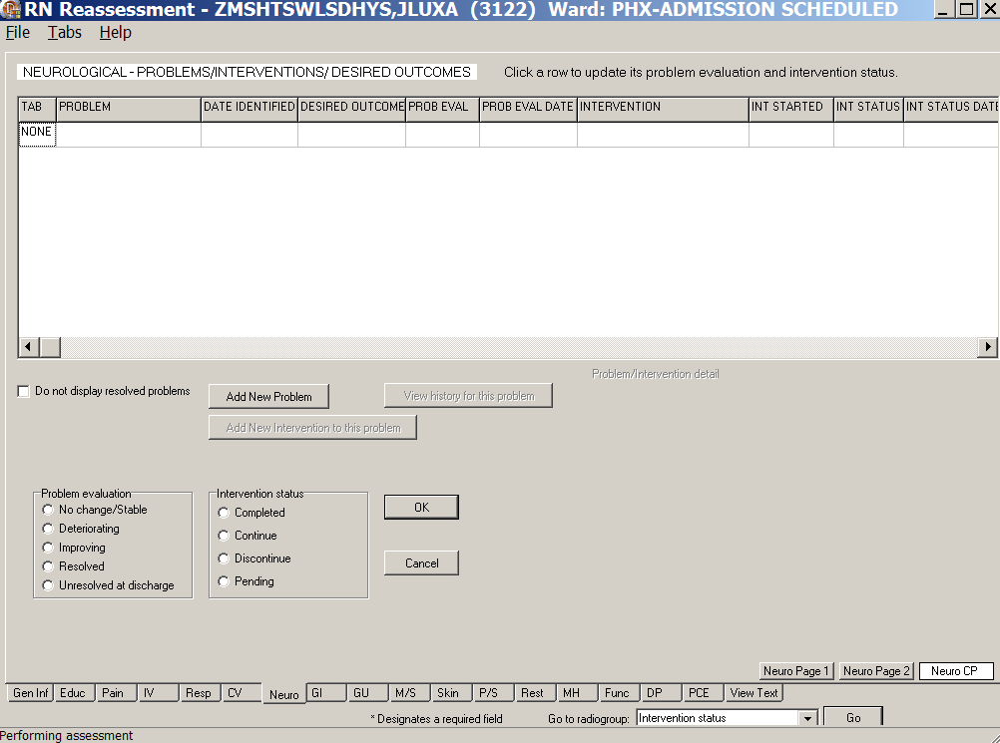 RN Reassessment - ZMSHTSWLSDHYS,JLUXA (3122) Ward: PHX-ADMISSION SCHEDULED
File Tabs Help
NEUROLOGICAL - PROBLEMS/INTERVENTIONS/ DESIRED OUTCOMES Click a row to update its problem evaluation and intervention status.
TAB PROBLEM DATE IDENTIFIED DESIRED OUTCOME PROB EVAL PROB EVAL DATE INTERVENTION INT STARTED INT STATUS INT STATUS DATE
NONE
Problem/Intervention detail
Do not display resolved problems Add New Problem View history for this problem
Add New Intervention to this problem
Problem evaluation
No change/Stable
Deteriorating
Improving
Resolved
Unresolved at discharge
Intervention status
Completed
Continue
Discontinue
Pending
OK
Cancel
Neuro Page 1 Neuro Page 2 Neuro CP
Gen Inf Educ Pain IV Resp CV Neuro GI GU M/S Skin P/S Rest MH Func DP PCE View Text
* Designates a required field Go to radiogroup: Intervention status Go
Performing assessment